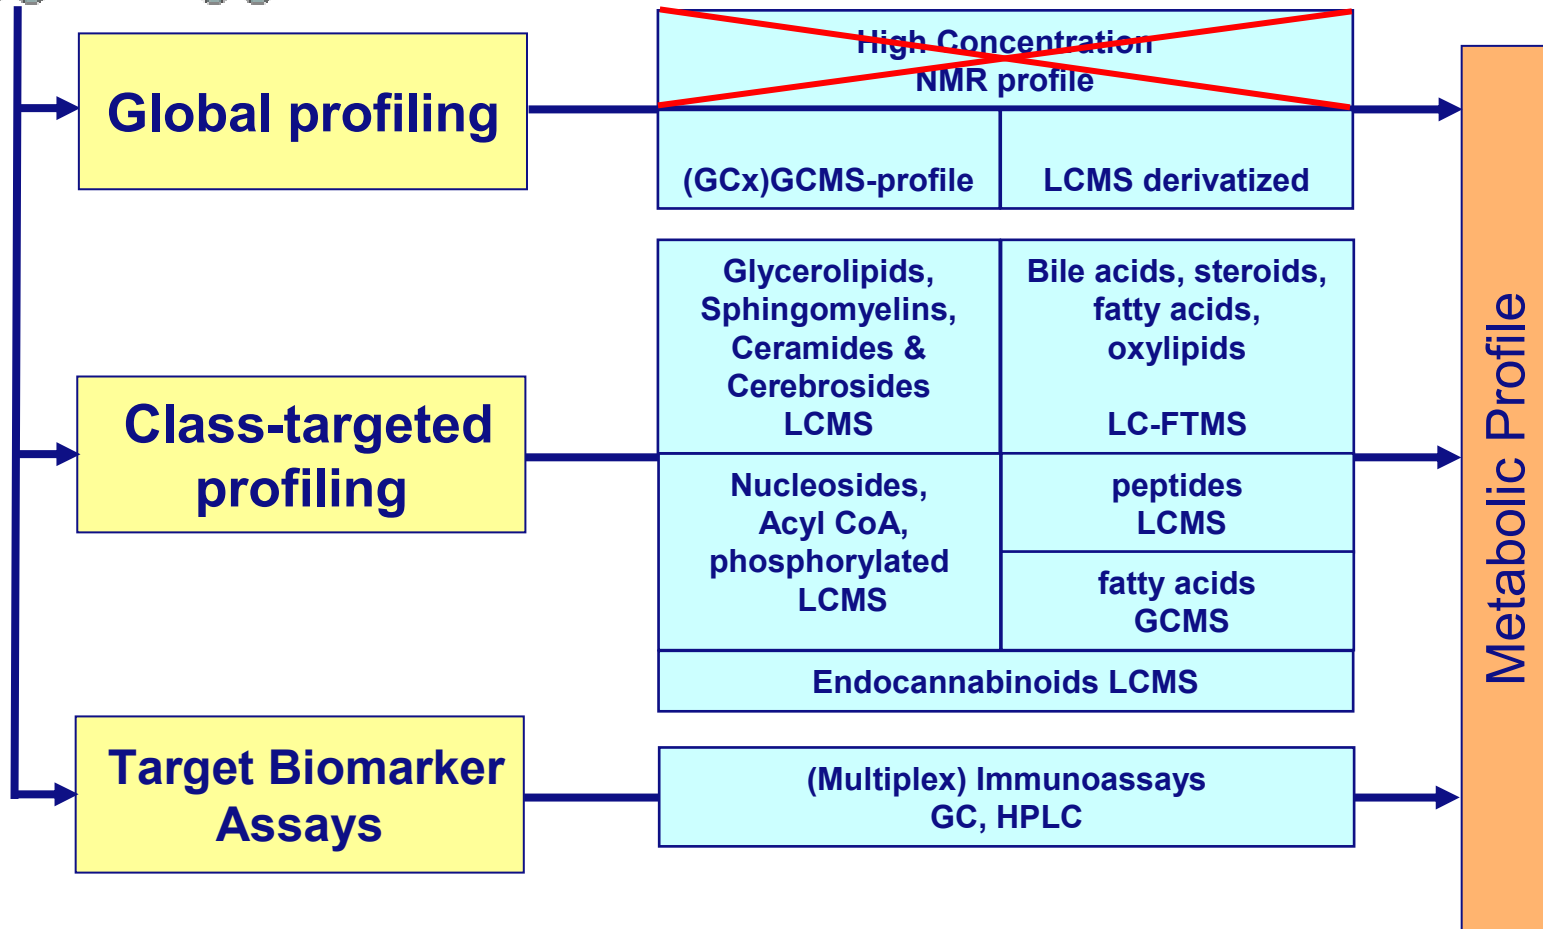 Global profiling
High Concentration
NMR profile
(GCx)GCMS-profile
LCMS derivatized
Class-targeted
profiling
Glycerolipids,
Sphingomyelins,
Ceramides &
Cerebrosides
LCMS
Bile acids, steroids,
fatty acids,
oxylipids
LC-FTMS
Nucleosides,
Acyl CoA,
phosphorylated
LCMS
peptides
LCMS
fatty acids
GCMS
Endocannabinoids LCMS
Target Biomarker
Assays
(Multiplex) Immunoassays
GC, HPLC
Metabolic Profile